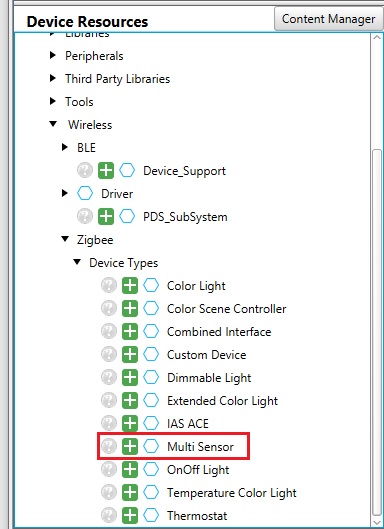 Device Resources
Content Manager
Libraries
Peripherals
Third Party Libraries
Tools
Wireless
BLE
Device_Support
Driver
PDS_SubSystem
Zigbee
Device Types
Color Light
Color Scene Controller
Combined Interface
Custom Device
Dimmable Light
Extended Color Light
IAS ACE
Multi Sensor
OnOff Light
Temperature Color Light
Thermostat